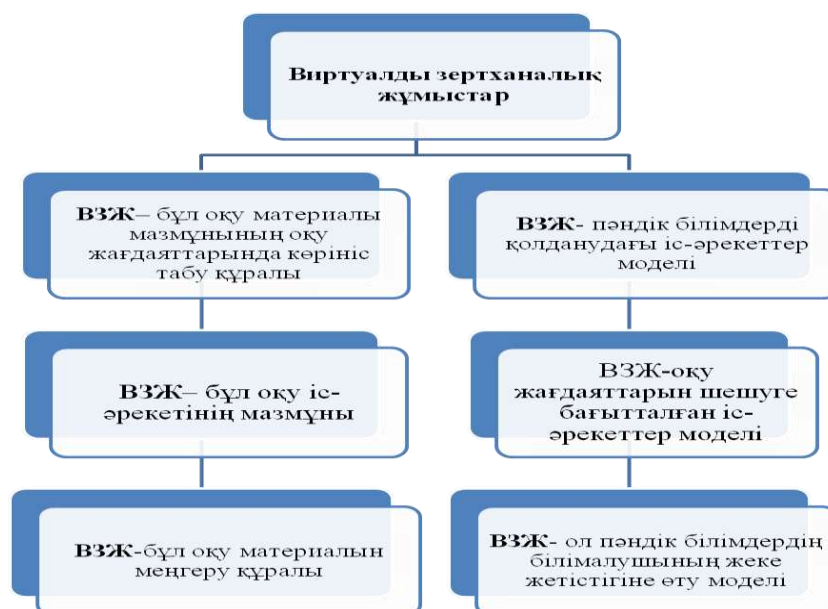 Виртуалды зертханалық
жұмыстар
ВЗЖ– бұл оқу материалы
мазмұнының оқу
жағдаяттарында көрініс
табу құралы
ВЗЖ– бұл оқу іс-
әрекетінің мазмұны
ВЗЖ-бұл оқу материалын
меңгеру құралы
ВЗЖ- пәндік білімдерді
қолданудағы іс-әрекеттер
моделі
ВЗЖ-оқу
жағдаяттарын шешуге
бағытталған іс-
әрекеттер моделі
ВЗЖ- ол пәндік білімдердің
білімалушының жеке
жетістігіне өту моделі